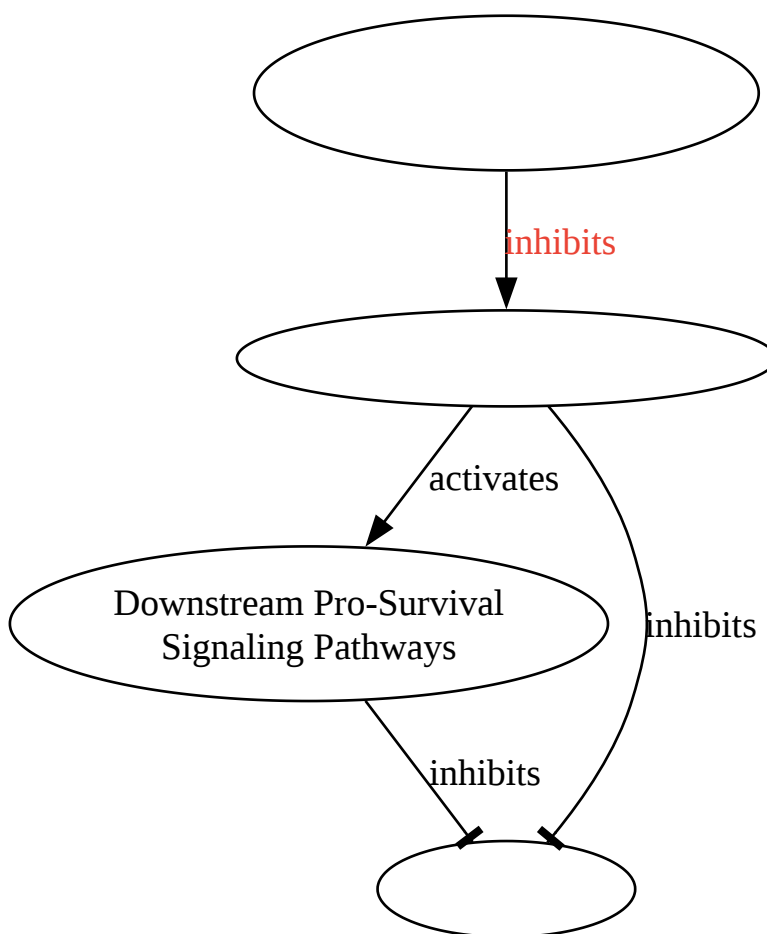 inhibits
activates
Downstream Pro-Survival
Signaling Pathways
inhibits
inhibits